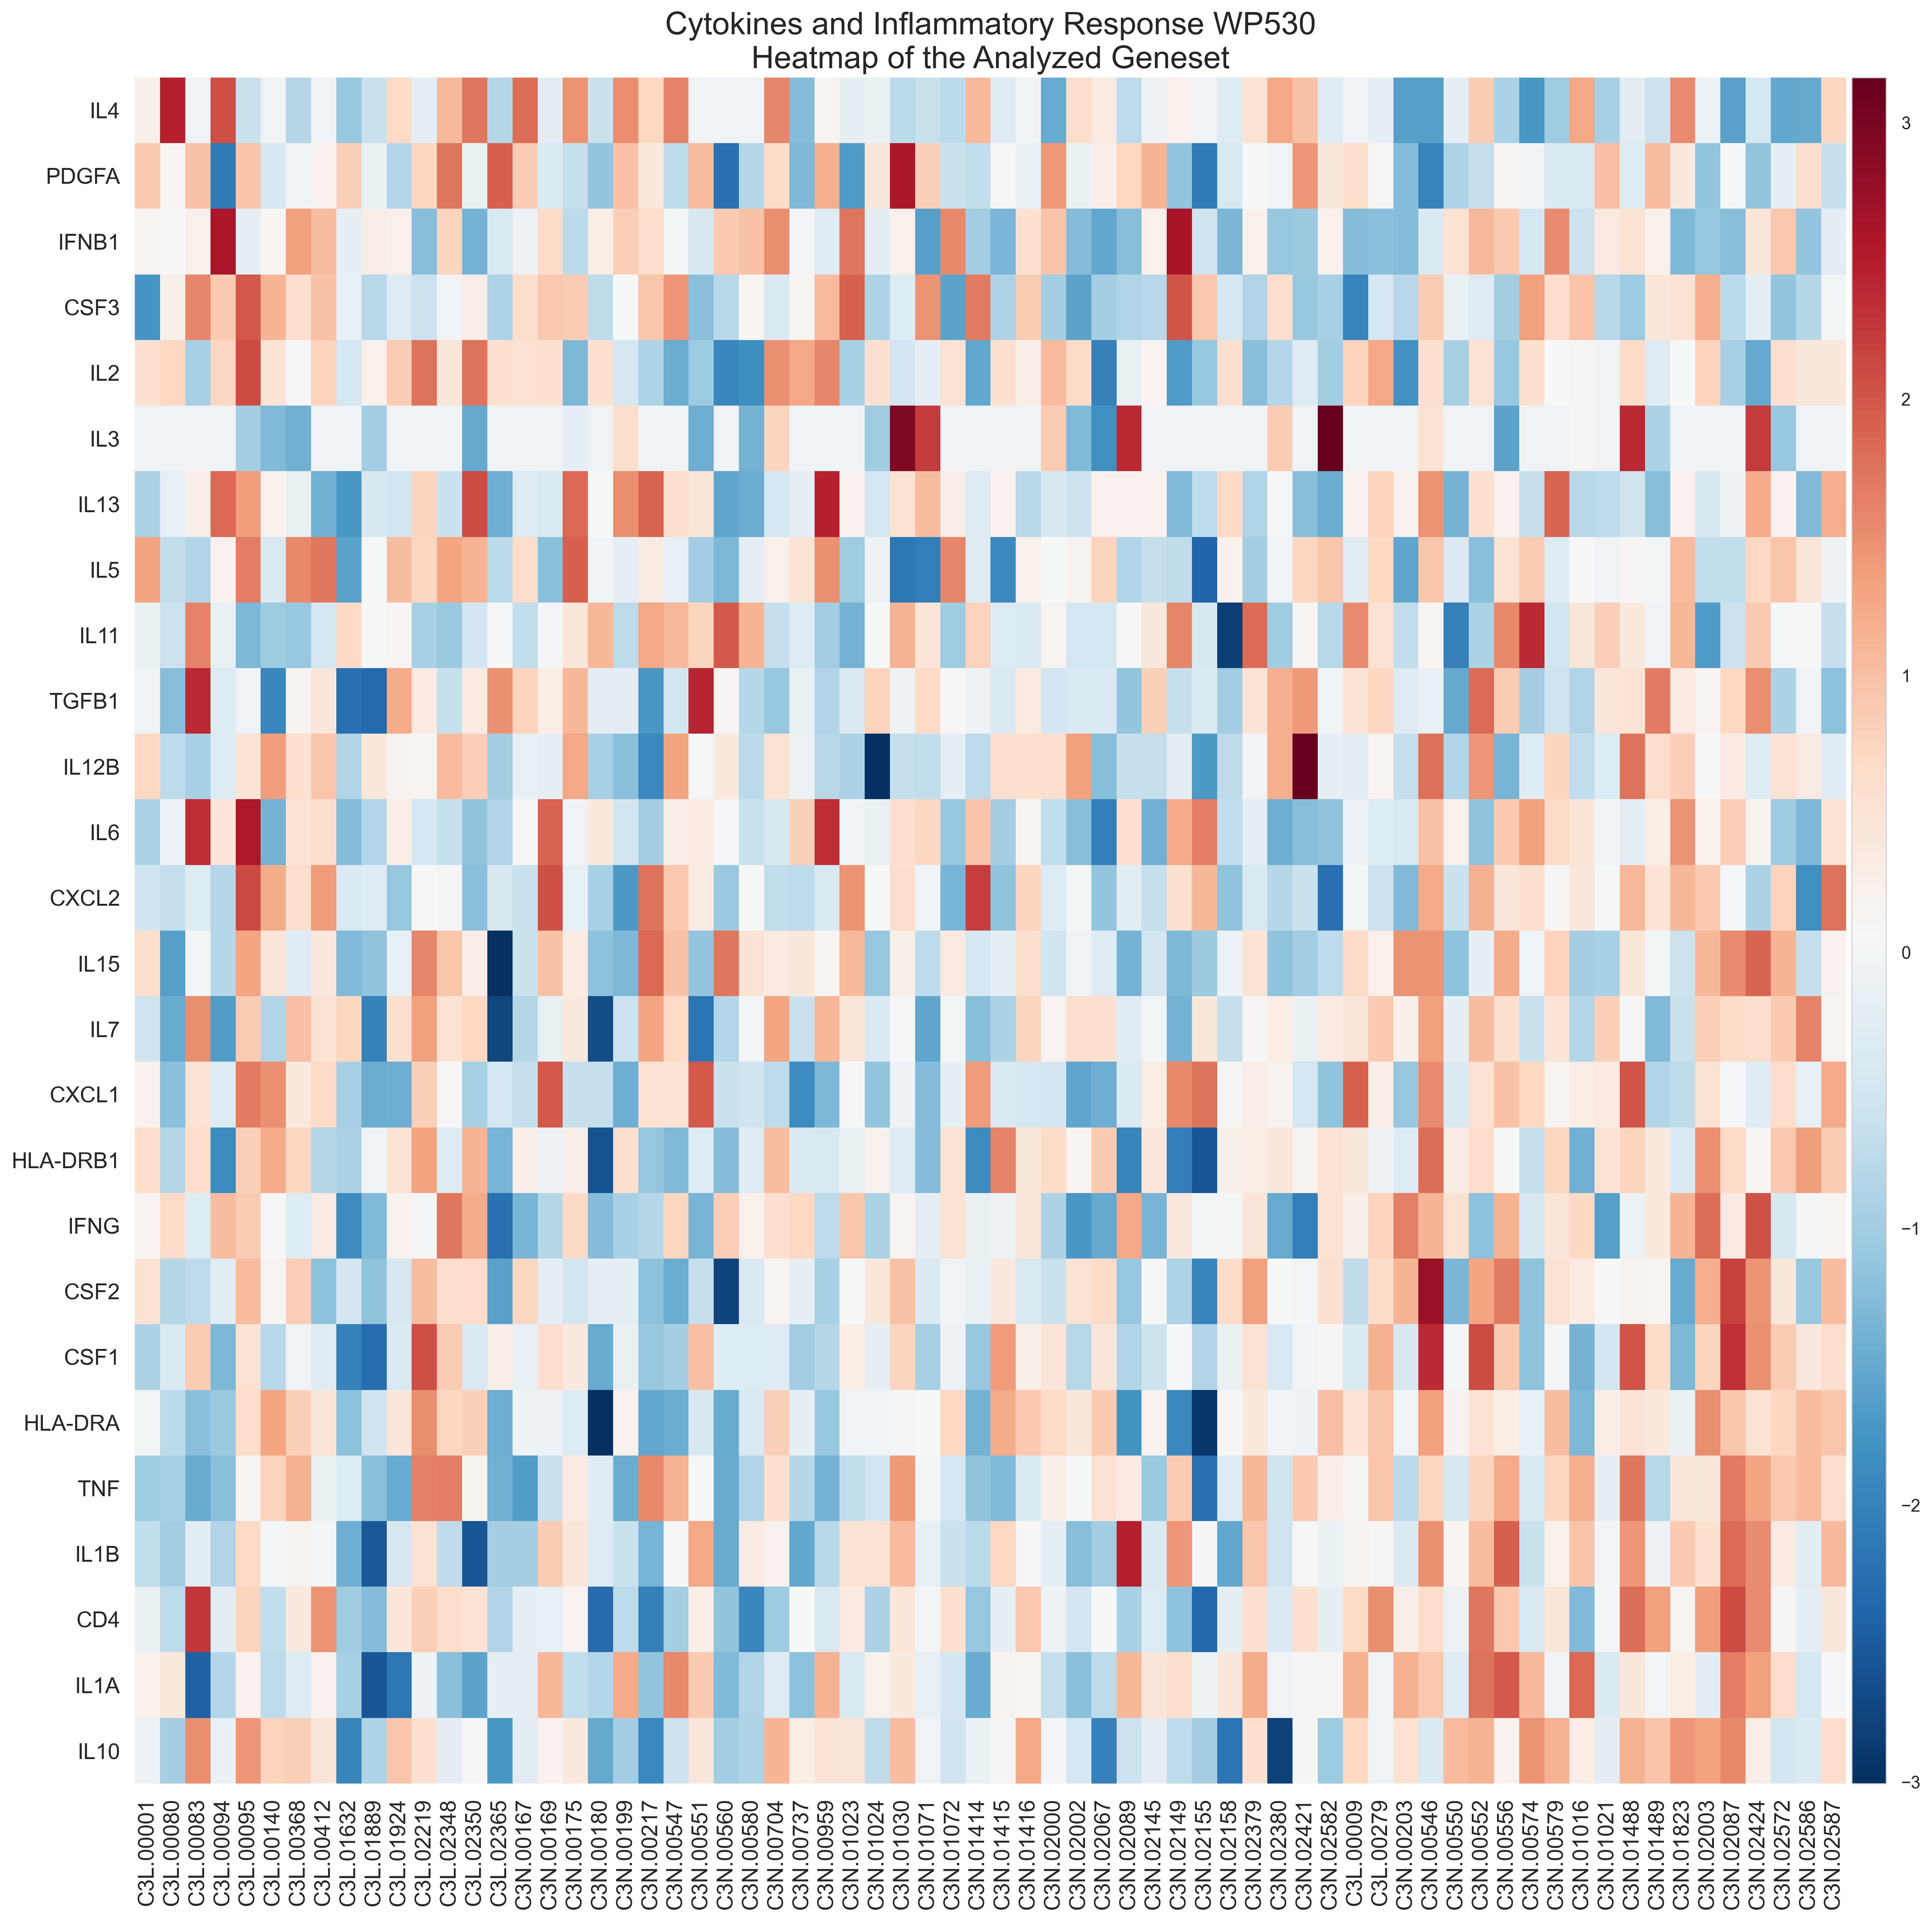 Cytokines and Inflammatory Response WP530
Heatmap of the Analyzed Geneset
IL4
PDGFA
IFNB1
CSF3
IL2
IL3
IL13
IL5
IL11
TGFB1
IL12B
IL6
CXCL2
IL15
IL7
CXCL1
HLA-DRB1
IFNG
CSF2
CSF1
HLA-DRA
TNF
IL1B
CD4
IL1A
IL10
3
2
1
0
−1
−2
−3
C3L.00001
C3L.00080
C3L.00083
C3L.00094
C3L.00095
C3L.00140
C3L.00368
C3L.00412
C3L.01632
C3L.01889
C3L.01924
C3L.02219
C3L.02348
C3L.02350
C3L.02365
C3N.00167
C3N.00169
C3N.00175
C3N.00180
C3N.00199
C3N.00217
C3N.00547
C3N.00551
C3N.00560
C3N.00580
C3N.00704
C3N.00737
C3N.00959
C3N.01023
C3N.01024
C3N.01030
C3N.01071
C3N.01072
C3N.01414
C3N.01415
C3N.01416
C3N.02000
C3N.02002
C3N.02067
C3N.02089
C3N.02145
C3N.02149
C3N.02155
C3N.02158
C3N.02379
C3N.02380
C3N.02421
C3N.02582
C3L.00009
C3L.00279
C3N.00203
C3N.00546
C3N.00550
C3N.00552
C3N.00556
C3N.00574
C3N.00579
C3N.01016
C3N.01021
C3N.01488
C3N.01489
C3N.01823
C3N.02003
C3N.02087
C3N.02424
C3N.02572
C3N.02586
C3N.02587